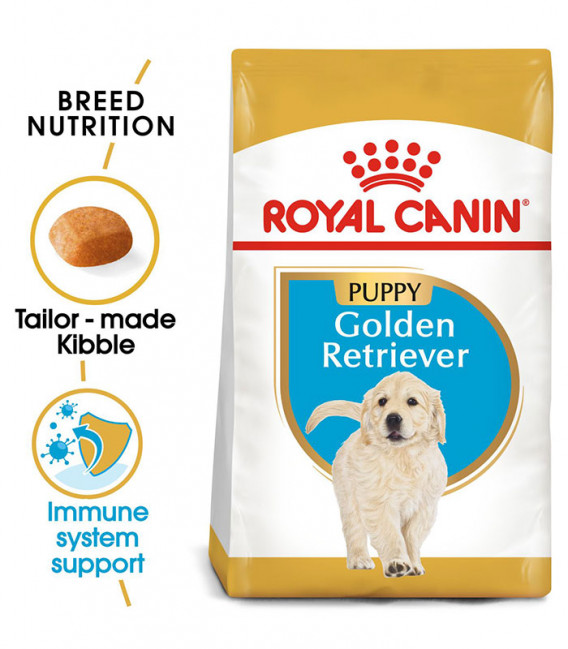 BREED
NUTRITION
Tailor - made
Kibble
Immune
system
support
ROYAL CANIN®
PUPPY
Golden
Retriever